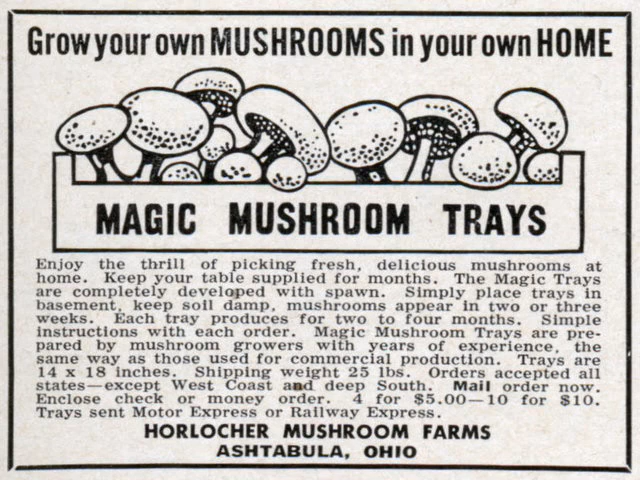 Grow your own MUSHROOMS in your own HOME
MAGIC MUSHROOM TRAYS
Enjoy the thrill of picking fresh, delicious mushrooms at
home. Keep your table supplied for months. The Magic Trays
are completely developed with spawn. Simply place trays in
basement, keep soil damp, mushrooms appear in two or three
weeks. Each tray produces for two to four months. Simple
instructions with each order. Magic Mushroom Trays are pre-
pared by mushroom growers with years of experience, the
same way as those used for commercial production. Trays are
14 x 18 inches. Shipping weight 25 lbs. Orders accepted all
states—except West Coast and deep South. Mail order now.
Enclose check or money order. 4 for $5.00—10 for $10.
Trays sent Motor Express or Railway Express.
HORLOCHER MUSHROOM FARMS
ASHTABULA, OHIO